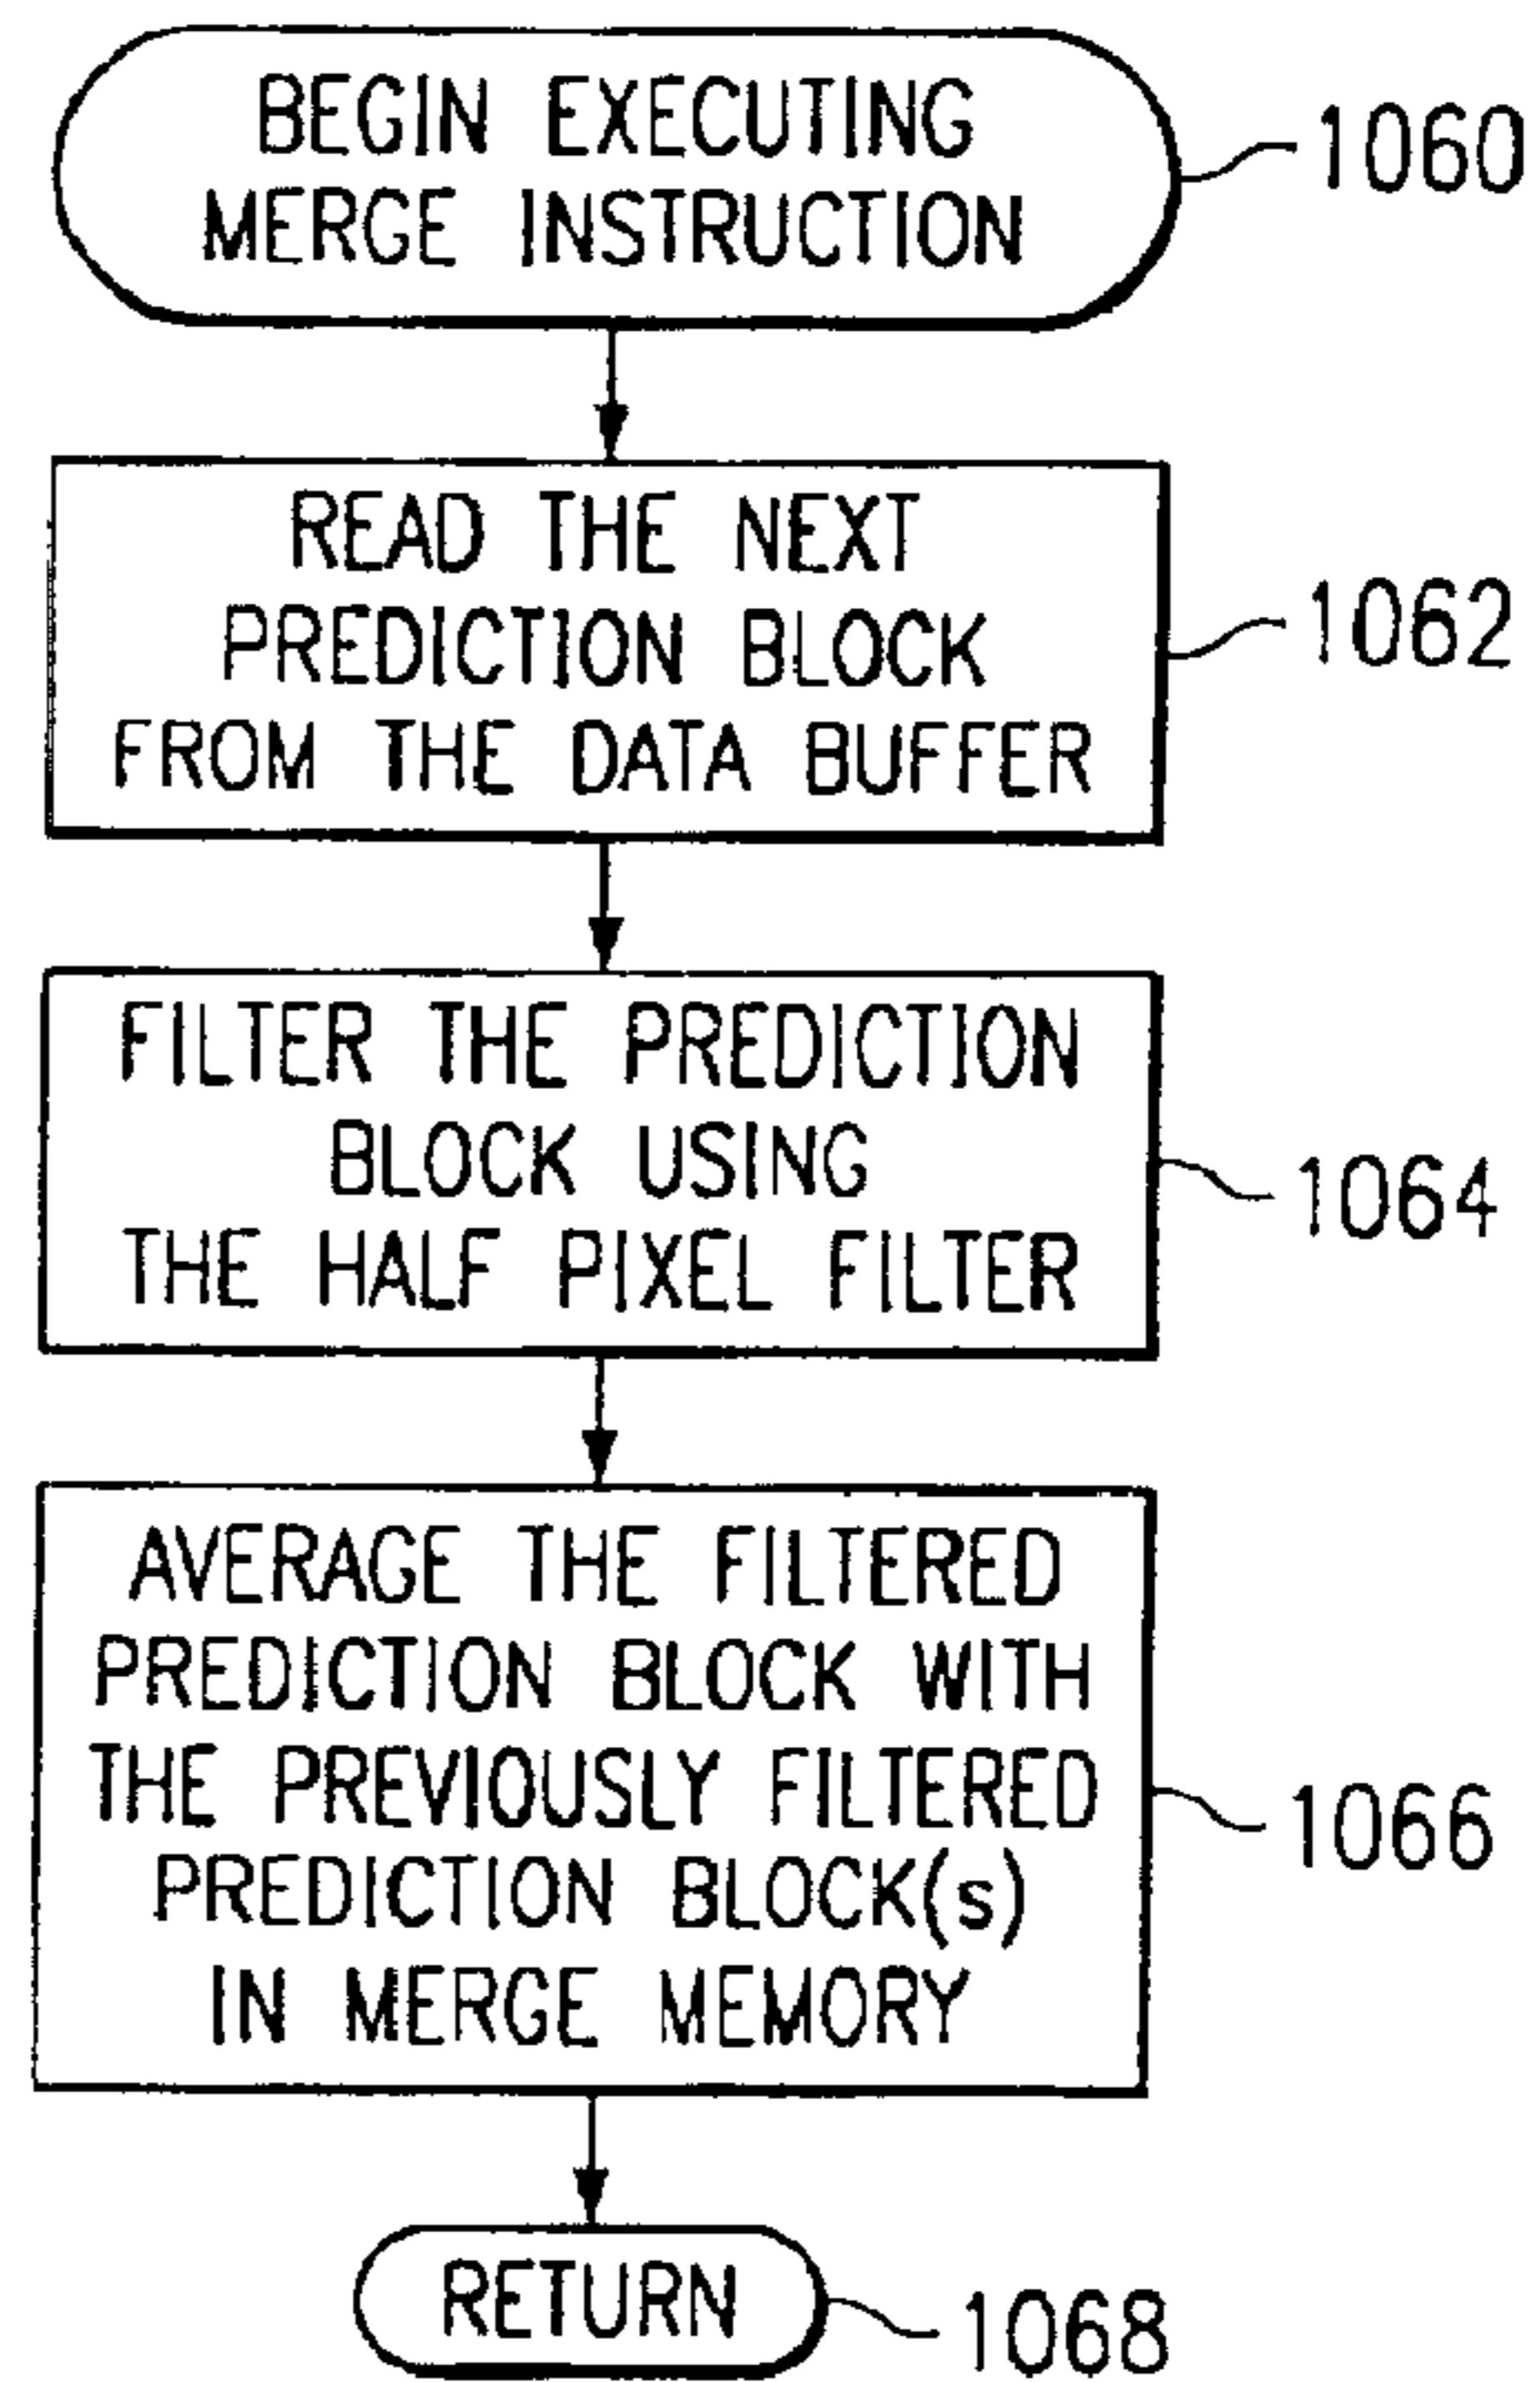 BEGIN EXECUTING
MERGE INSTRUCTION
1060
READ THE NEXT
PREDICTION BLOCK
FROM THE DATA BUFFER
1062
FILTER THE PREDICTION
BLOCK USING
THE HALF PIXEL FILTER
1064
AVERAGE THE FILTERED
PREDICTION BLOCK WITH
THE PREVIOUSLY FILTERED
PREDICTION BLOCK(s)
IN MERGE MEMORY
1066
RETURN
1068